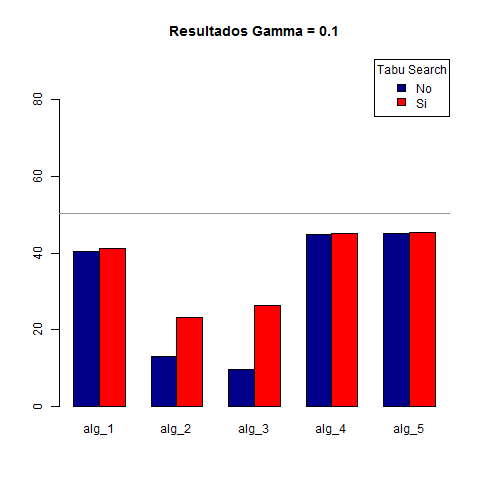 Resultados Gamma = 0.1
Tabu Search
No
Si
80
60
40
20
0
alg_1 alg_2 alg_3 alg_4 alg_5